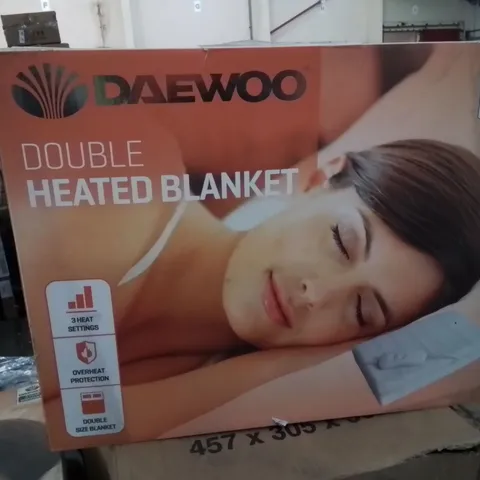 DAEWOO
DOUBLE
HEATED BLANKET
3 HEAT
SETTINGS
OVERHEAT
PROTECTION
DOUBLE
SIZE BLANKET
457 x 305 x